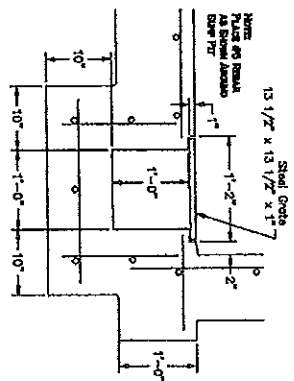 NOTE:
PLACE #5 REBAR
AS SHOWN AROUND
SUMP PIT
Steel Grate
13 1/2" x 13 1/2" x 1"
1"
1'-2"
2"
10"
1'-0"
10"
1'-0"
10"
1'-0"